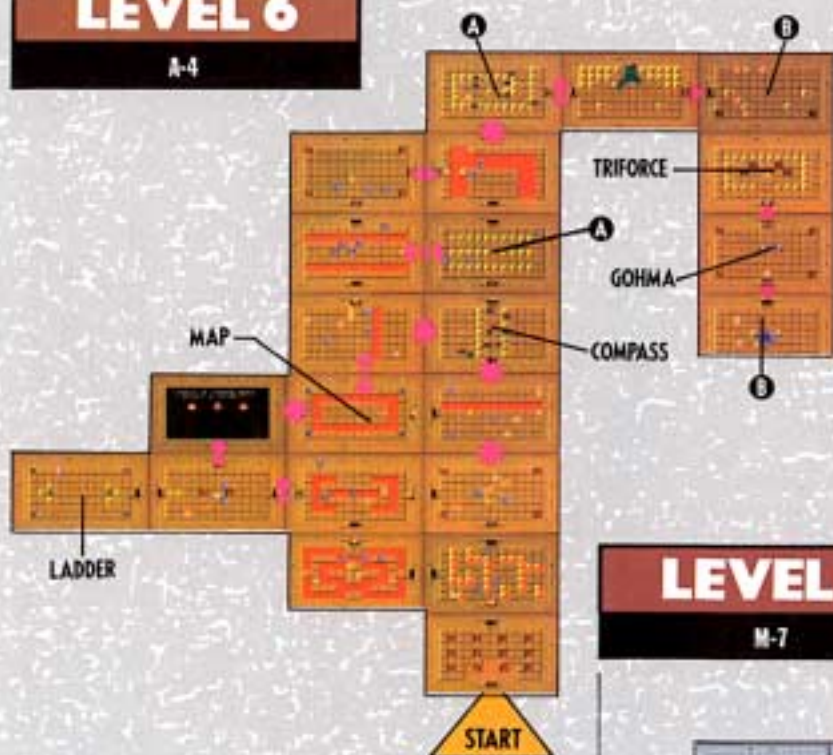 LEVEL 6
A-4
A
B
TRIFORCE
A
GOHMA
MAP
COMPASS
B
LADDER
LEVEL
M-7
START